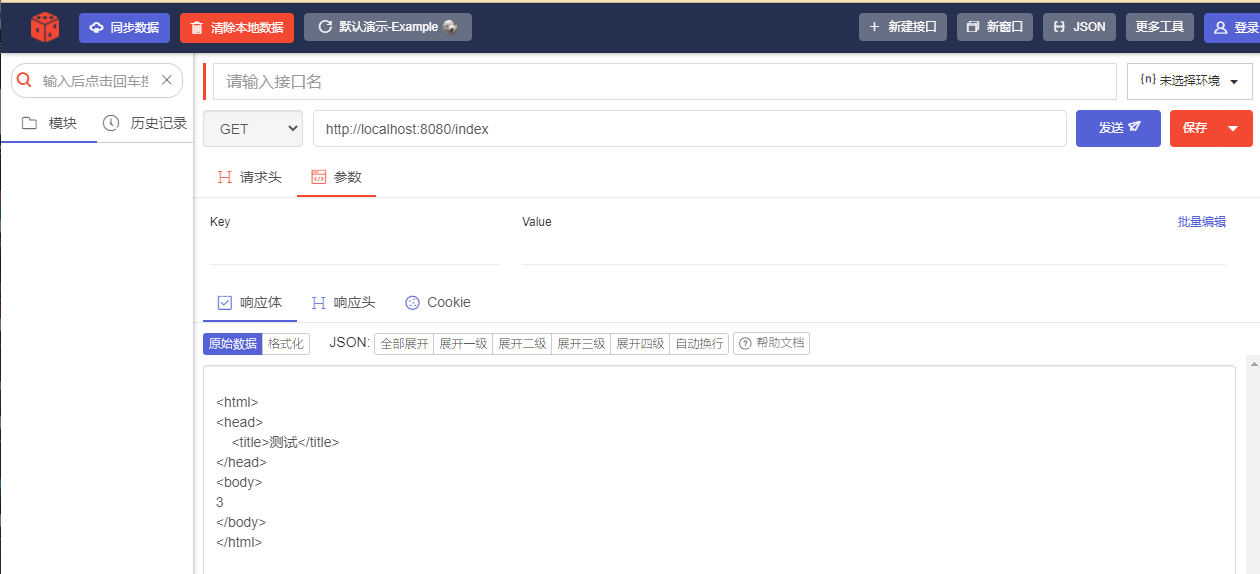 同步数据 清除本地数据 默认演示-Example 新建接口 新窗口 JSON 更多工具 登录
输入后点击回车搜 请输入接口名 {n} 未选择环境
模块 历史记录 GET http://localhost:8080/index 发送 保存
请求头 参数
Key Value 批量编辑
响应体 响应头 Cookie
原始数据 格式化 JSON: 全部展开 展开一级 展开二级 展开三级 展开四级 自动换行 帮助文档
<html>
<head>
<title>测试</title>
</head>
<body>
3
</body>
</html>